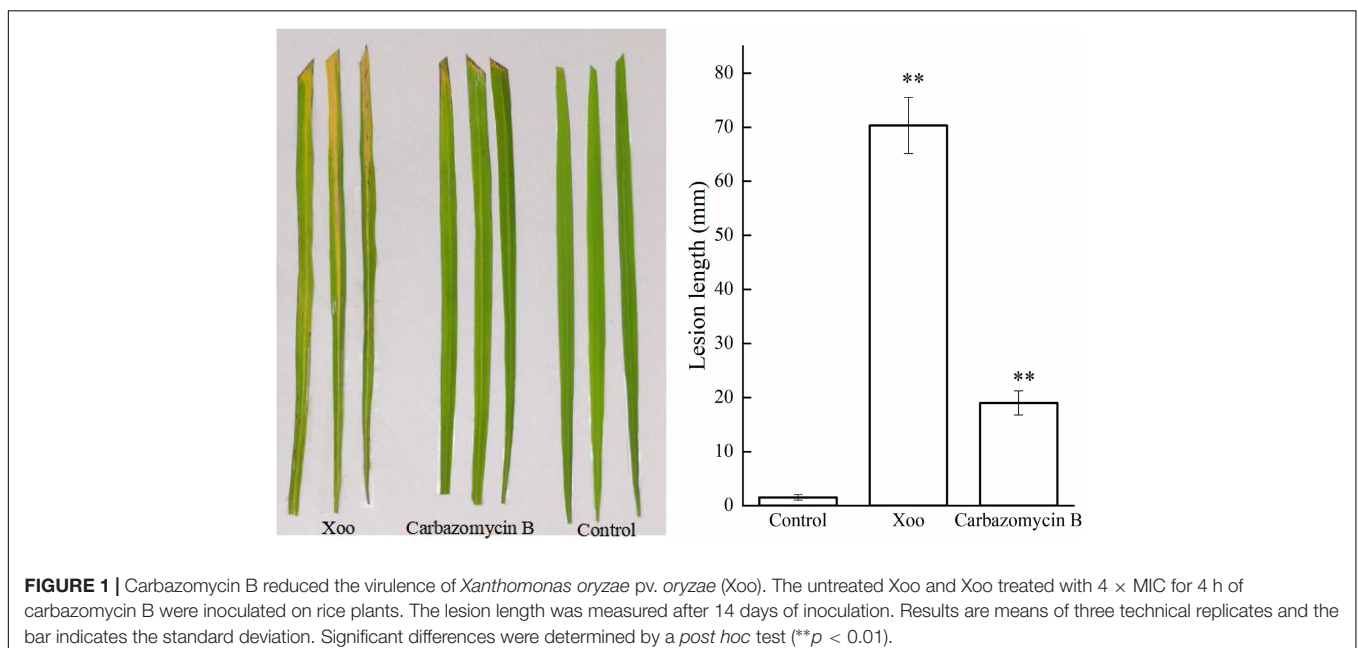 Xoo Carbazomycin B Control
80
70
60
50
40
30
20
10
0
Lesion length (mm)
**
**
Control Xoo Carbazomycin B
FIGURE 1 | Carbazomycin B reduced the virulence of Xanthomonas oryzae pv. oryzae (Xoo). The untreated Xoo and Xoo treated with 4 × MIC for 4 h of
carbazomycin B were inoculated on rice plants. The lesion length was measured after 14 days of inoculation. Results are means of three technical replicates and the
bar indicates the standard deviation. Significant differences were determined by a post hoc test (**p < 0.01).